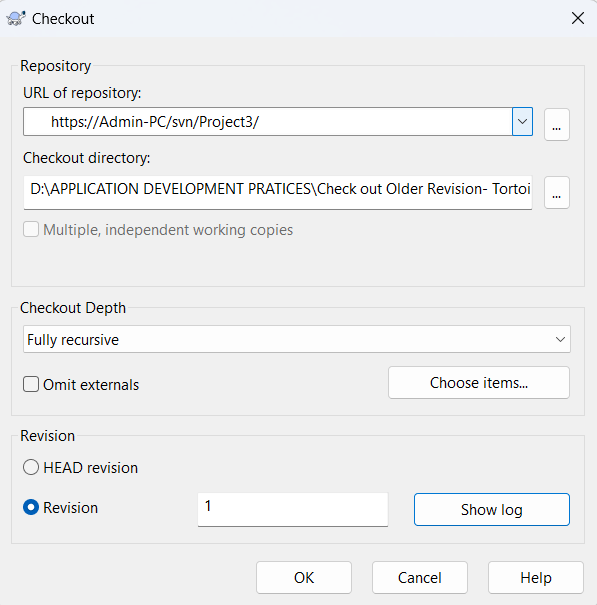 Checkout
Repository
URL of repository:
https://Admin-PC/svn/Project3/
...
Checkout directory:
D:\APPLICATION DEVELOPMENT PRATICES\Check out Older Revision- Tortoi
...
Multiple, independent working copies
Checkout Depth
Fully recursive
Omit externals
Choose items...
Revision
HEAD revision
Revision
1
Show log
OK
Cancel
Help